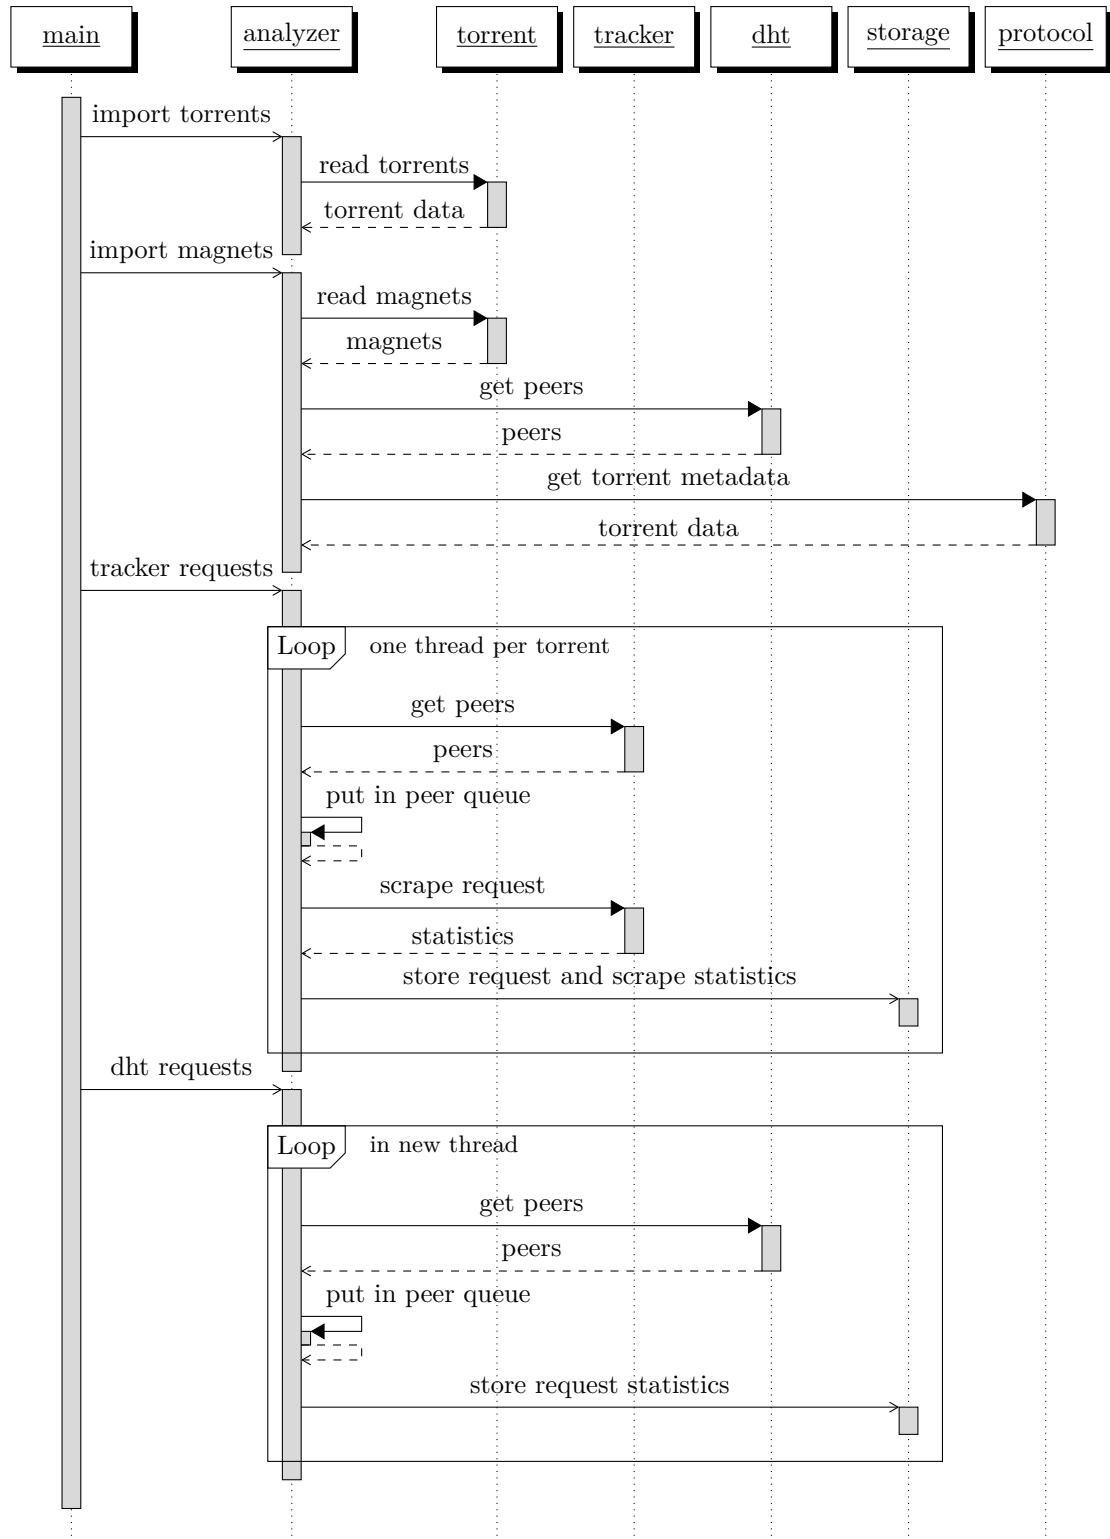 main
analyzer
torrent
tracker
dht
storage
protocol
import torrents
read torrents
torrent data
import magnets
read magnets
magnets
get peers
peers
get torrent metadata
torrent data
tracker requests
Loop
one thread per torrent
get peers
peers
put in peer queue
scrape request
statistics
store request and scrape statistics
dht requests
Loop
in new thread
get peers
peers
put in peer queue
store request statistics